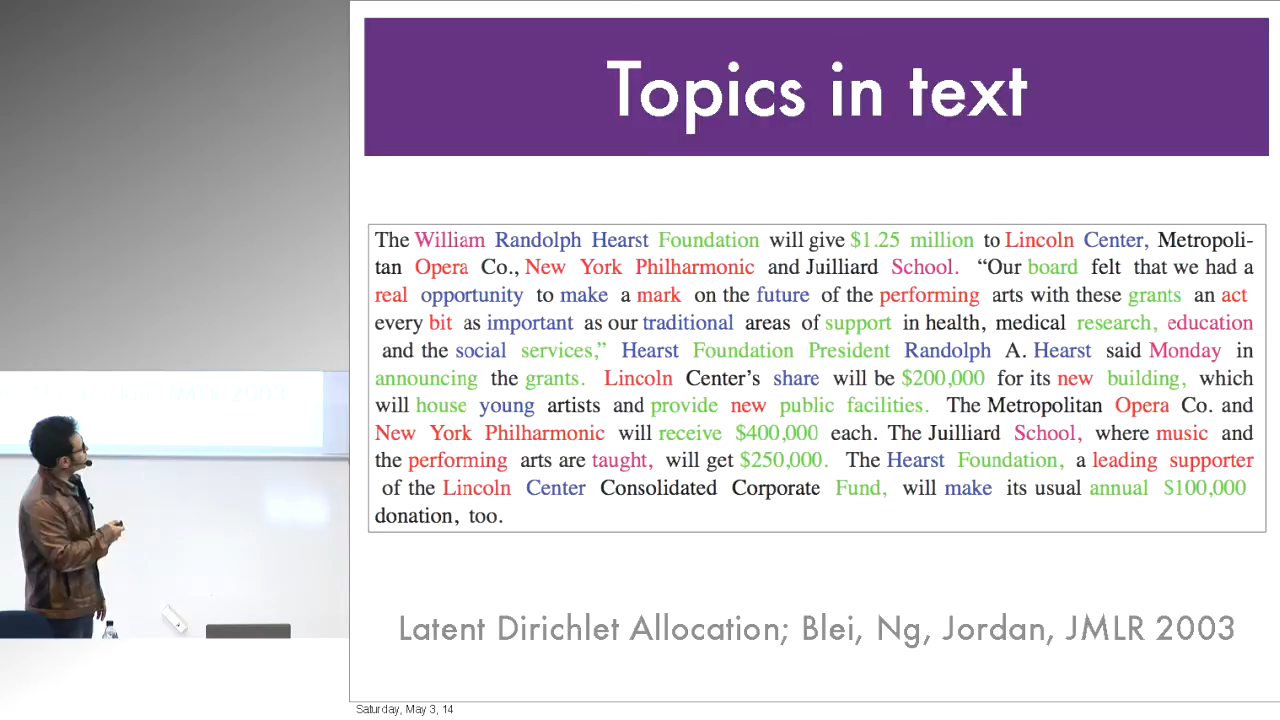 Topics in text
The William Randolph Hearst Foundation will give $1.25 million to Lincoln Center, Metropoli-
tan Opera Co., New York Philharmonic and Juilliard School. “Our board felt that we had a
real opportunity to make a mark on the future of the performing arts with these grants an act
every bit as important as our traditional areas of support in health, medical research, education
and the social services,” Hearst Foundation President Randolph A. Hearst said Monday in
announcing the grants. Lincoln Center’s share will be $200,000 for its new building, which
will house young artists and provide new public facilities. The Metropolitan Opera Co. and
New York Philharmonic will receive $400,000 each. The Juilliard School, where music and
the performing arts are taught, will get $250,000. The Hearst Foundation, a leading supporter
of the Lincoln Center Consolidated Corporate Fund, will make its usual annual $100,000
donation, too.
Latent Dirichlet Allocation; Blei, Ng, Jordan, JMLR 2003
Saturday, May 3, 14